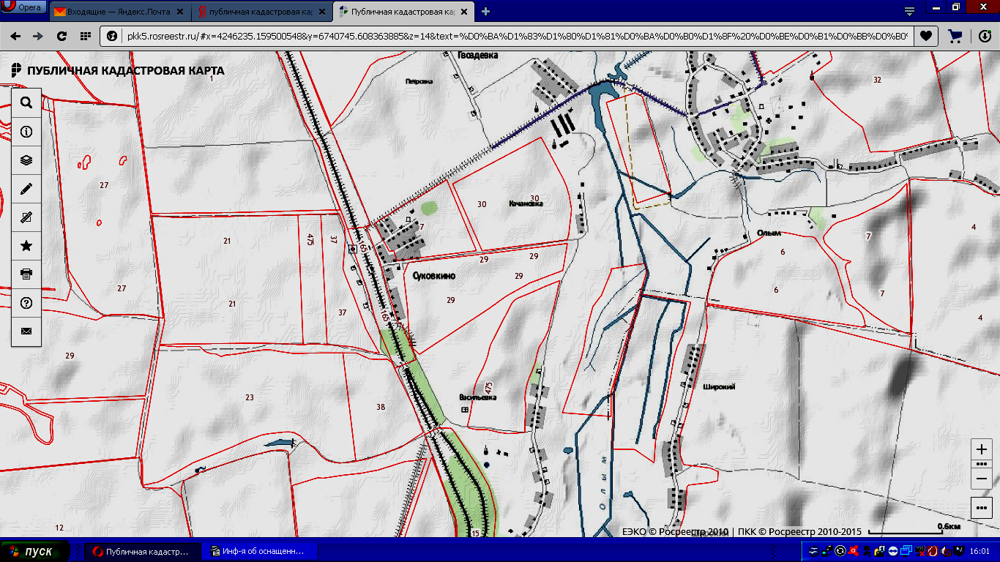 Opera
Входящие — Яндекс.Почта
публичная кадастровая ка
Публичная кадастровая ка
pkk5.rosreestr.ru/#x=4246235.159500548&y=6740745.608363885&z=14&text=%D0%BA%D1%83%D1%80%D1%81%D0%BA%D0%B0%D1%8F%20%D0%BE%D0%B1%D0%BB%D0%B0
ПУБЛИЧНАЯ КАДАСТРОВАЯ КАРТА
1
Гвоздевка
Петровка
32
27
30
30
Качановка
7
21
475
37
165
Олым
7
4
29
29
6
Суковкино
29
27
29
6
7
21
37
165
4
29
475
Широкий
23
38
Васильевка
Олым
12
15
ЕЭКО © Росреестр 2010 | ПКК © Росреестр 2010-2015
0.6км
Широкий
пуск
Публичная кадастр...
Инф-я об оснащенн...
16:01